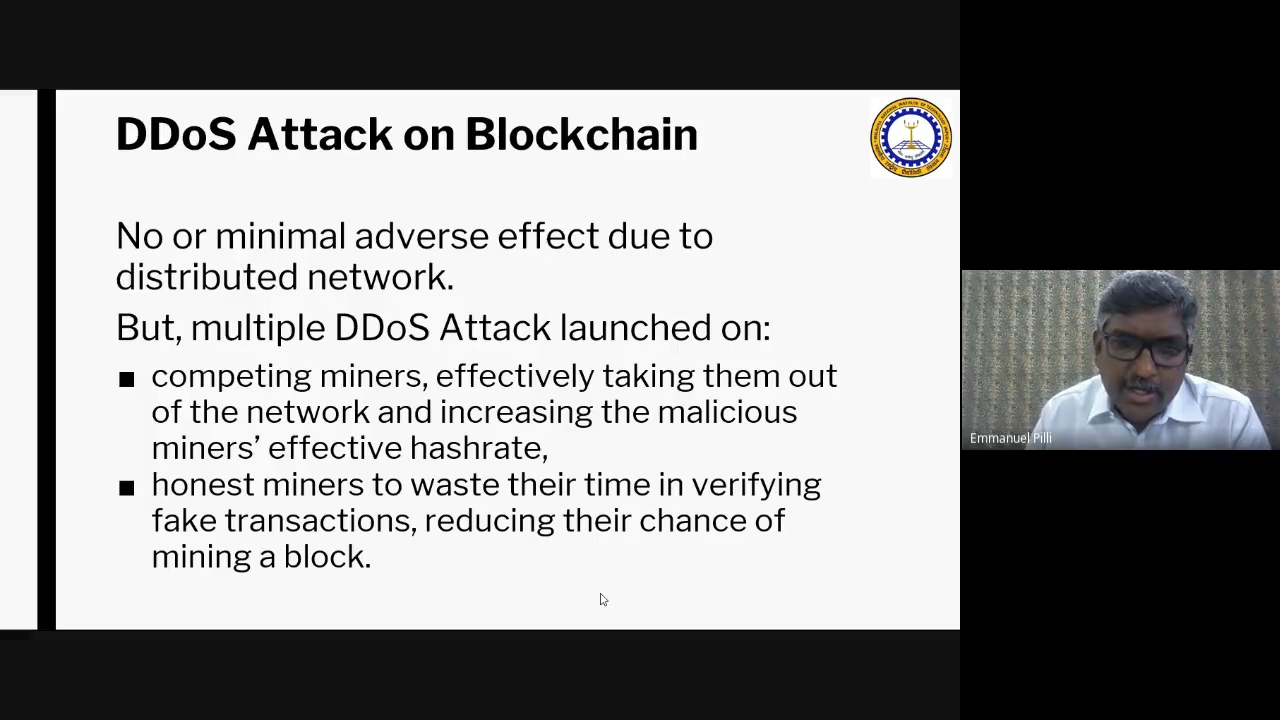 DDoS Attack on Blockchain
No or minimal adverse effect due to
distributed network.
But, multiple DDoS Attack launched on:
■ competing miners, effectively taking them out
of the network and increasing the malicious
miners’ effective hashrate,
■ honest miners to waste their time in verifying
fake transactions, reducing their chance of
mining a block.
Emmanuel Pilli